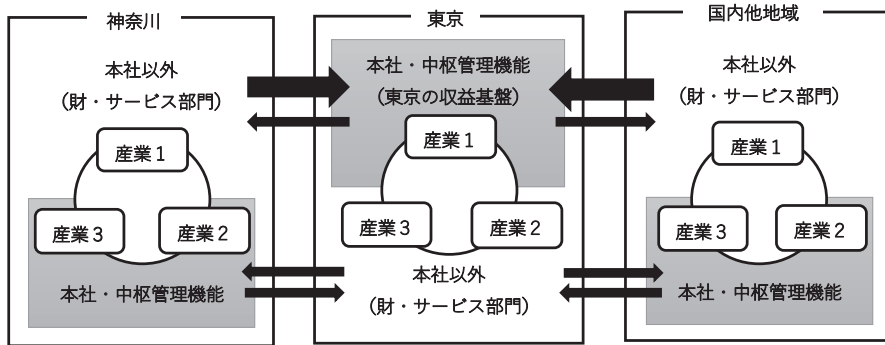 神奈川
本社以外
(財・サービス部門)
産業1
産業3
産業2
本社・中枢管理機能
東京
本社・中枢管理機能
(東京の収益基盤)
産業1
産業3
産業2
本社以外
(財・サービス部門)
国内他地域
本社以外
(財・サービス部門)
産業1
産業3
産業2
本社・中枢管理機能